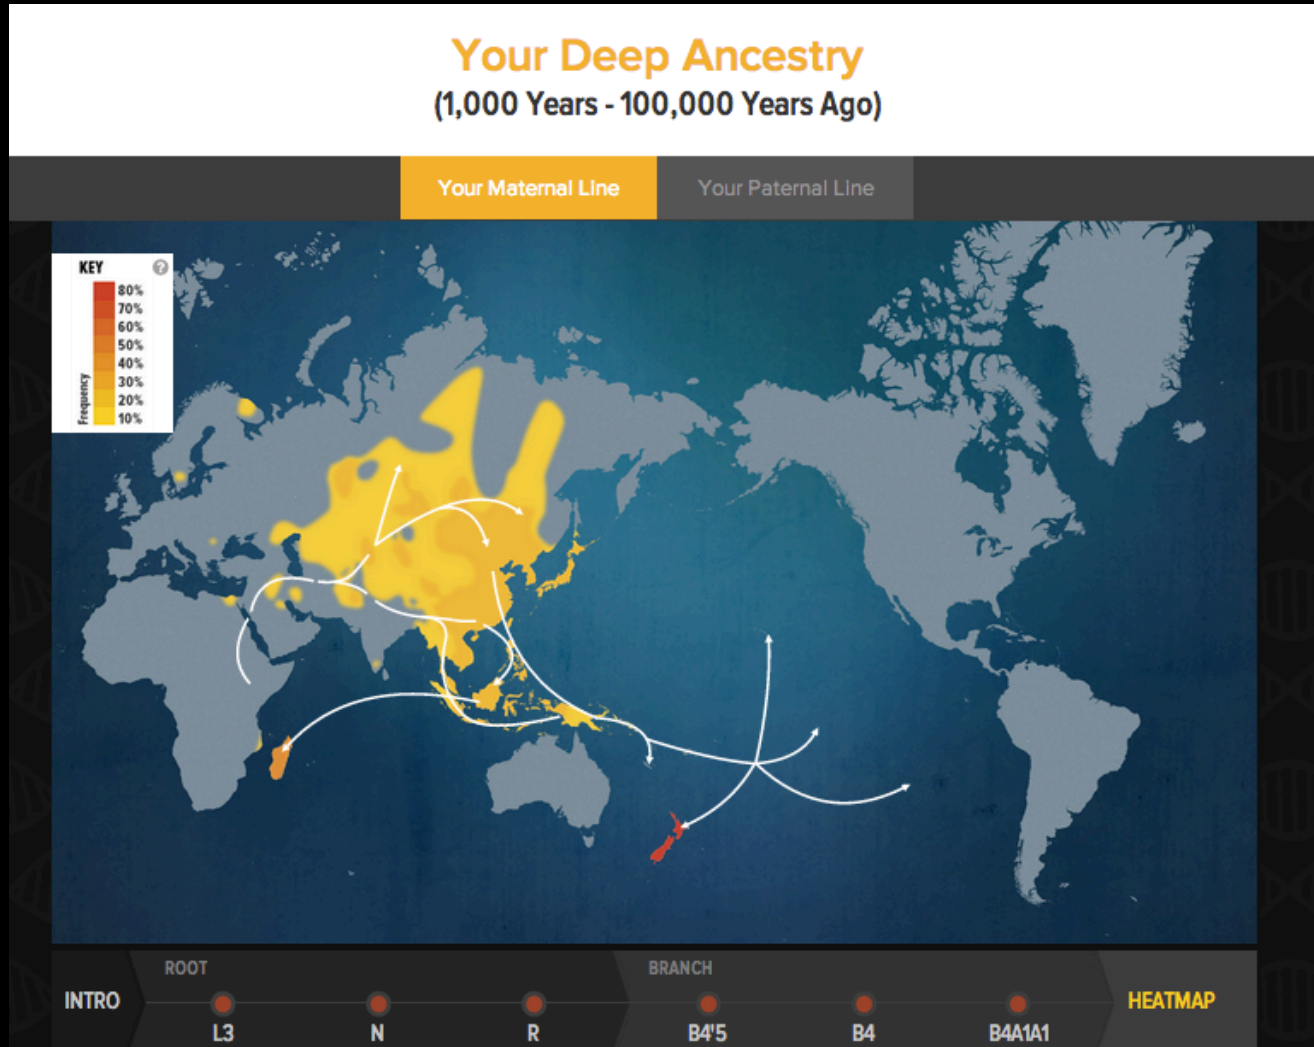 Your Deep Ancestry
(1,000 Years - 100,000 Years Ago)
Your Maternal Line
Your Paternal Line
KEY
?
80%
70%
60%
50%
40%
30%
20%
10%
Frequency
ROOT
BRANCH
INTRO
L3
N
R
B4'5
B4
B4A1A1
HEATMAP